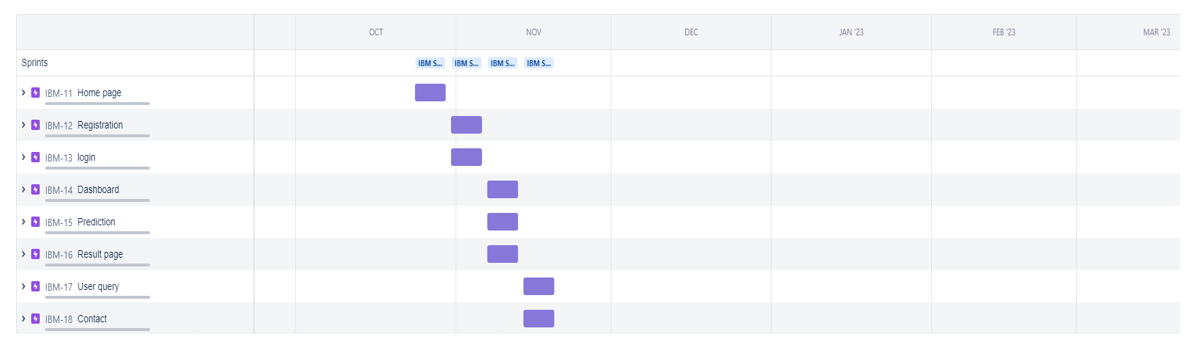 OCT NOV DEC JAN '23 FEB '23 MAR '23
Sprints IBM S... IBM S... IBM S... IBM S...
IBM-11 Home page
IBM-12 Registration
IBM-13 login
IBM-14 Dashboard
IBM-15 Prediction
IBM-16 Result page
IBM-17 User query
IBM-18 Contact